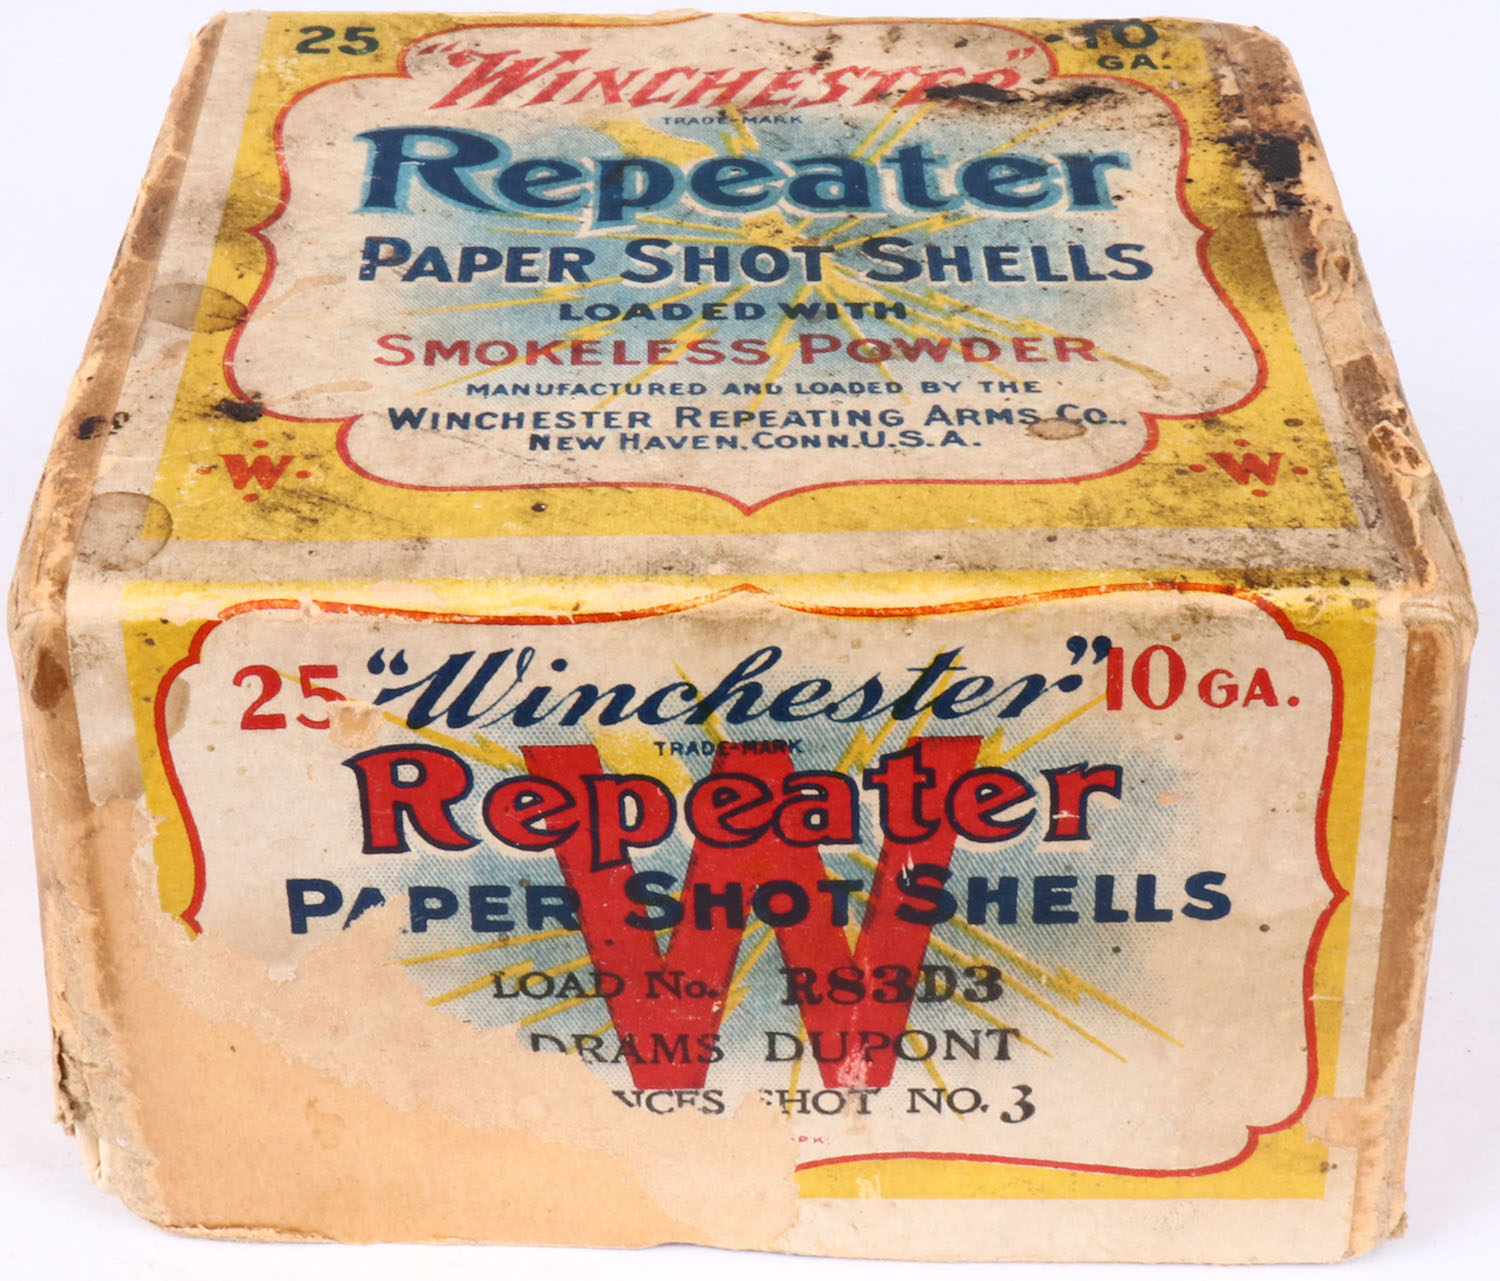 25 10 GA.
"WINCHESTER"
TRADE-MARK
Repeater
PAPER SHOT SHELLS
LOADED WITH
SMOKELESS POWDER
MANUFACTURED AND LOADED BY THE
WINCHESTER REPEATING ARMS CO.,
NEW HAVEN, CONN. U.S.A.
W W
25 "Winchester" 10 GA.
TRADE-MARK
Repeater
W
PAPER SHOT SHELLS
LOAD No. RS3D3
DRAMS DUPONT
SHOT NO. 3